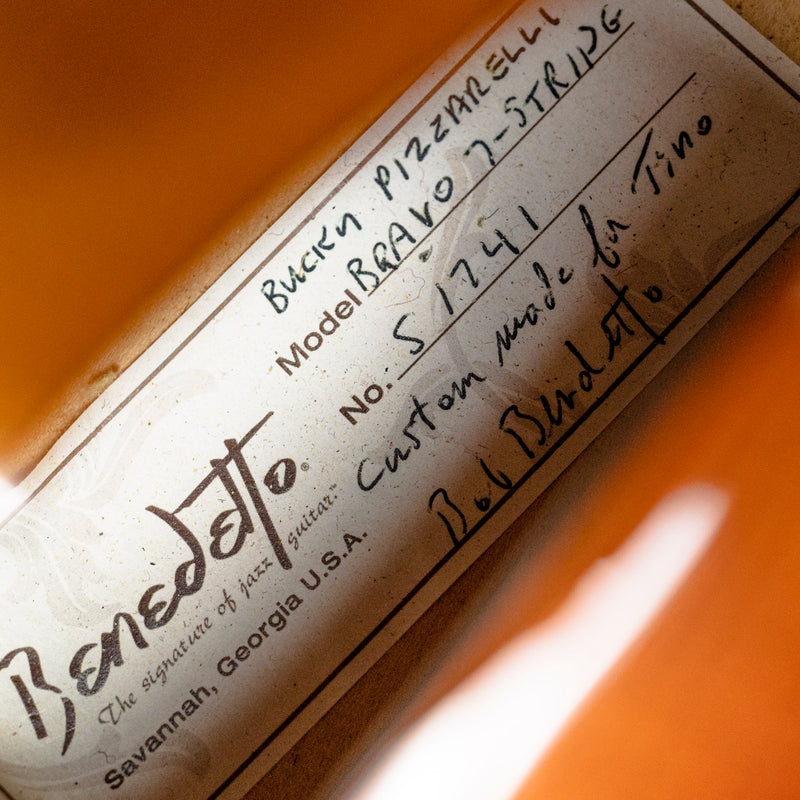 BUCKY PIZZARELLI
Model BRAVO 7-STRING
No. S1741
Custom made for Tino
Bob Benedetto
Benedetto®
The signature of jazz guitar.™
Savannah, Georgia U.S.A.